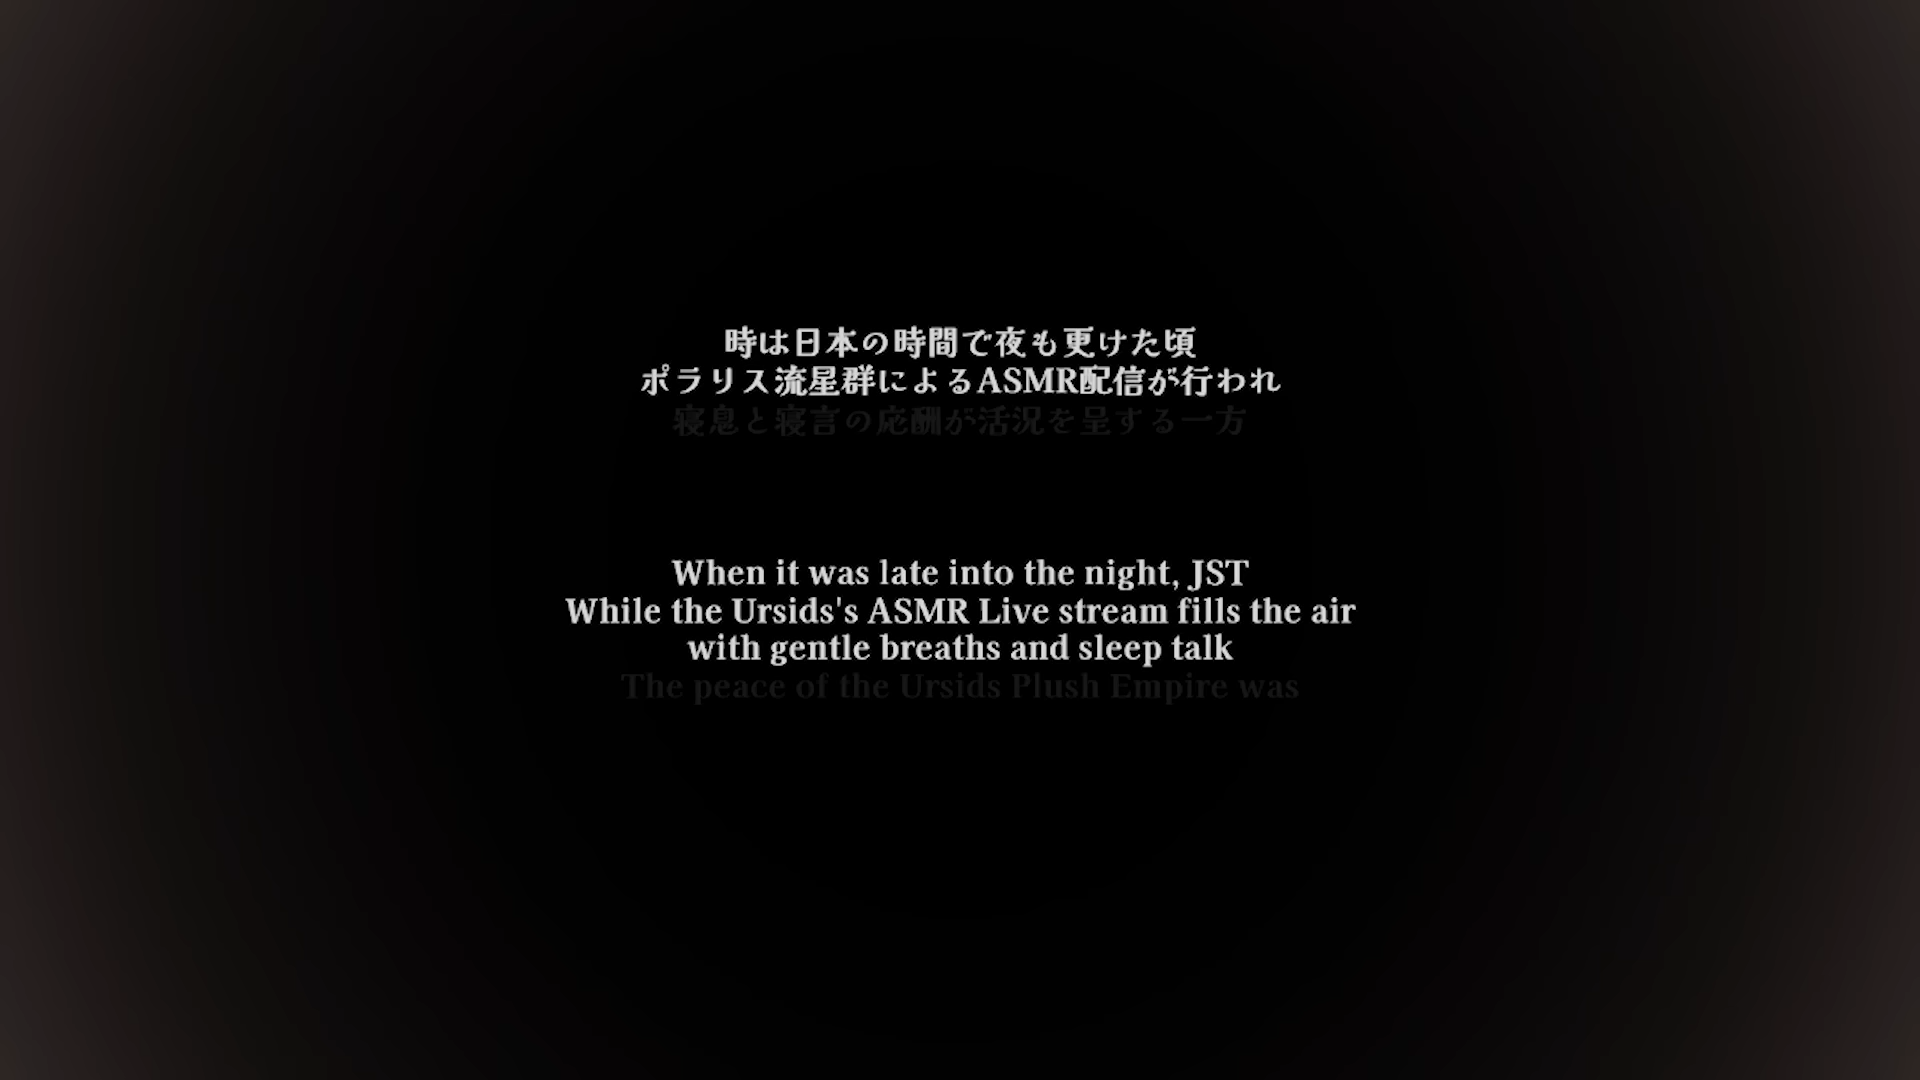 時は日本の時間で夜も更けた頃
ポラリス流星群によるASMR配信が行われ
寝息と寝言の応酬が活況を呈する一方
When it was late into the night, JST
While the Ursids's ASMR Live stream fills the air
with gentle breaths and sleep talk
The peace of the Ursids Plush Empire was